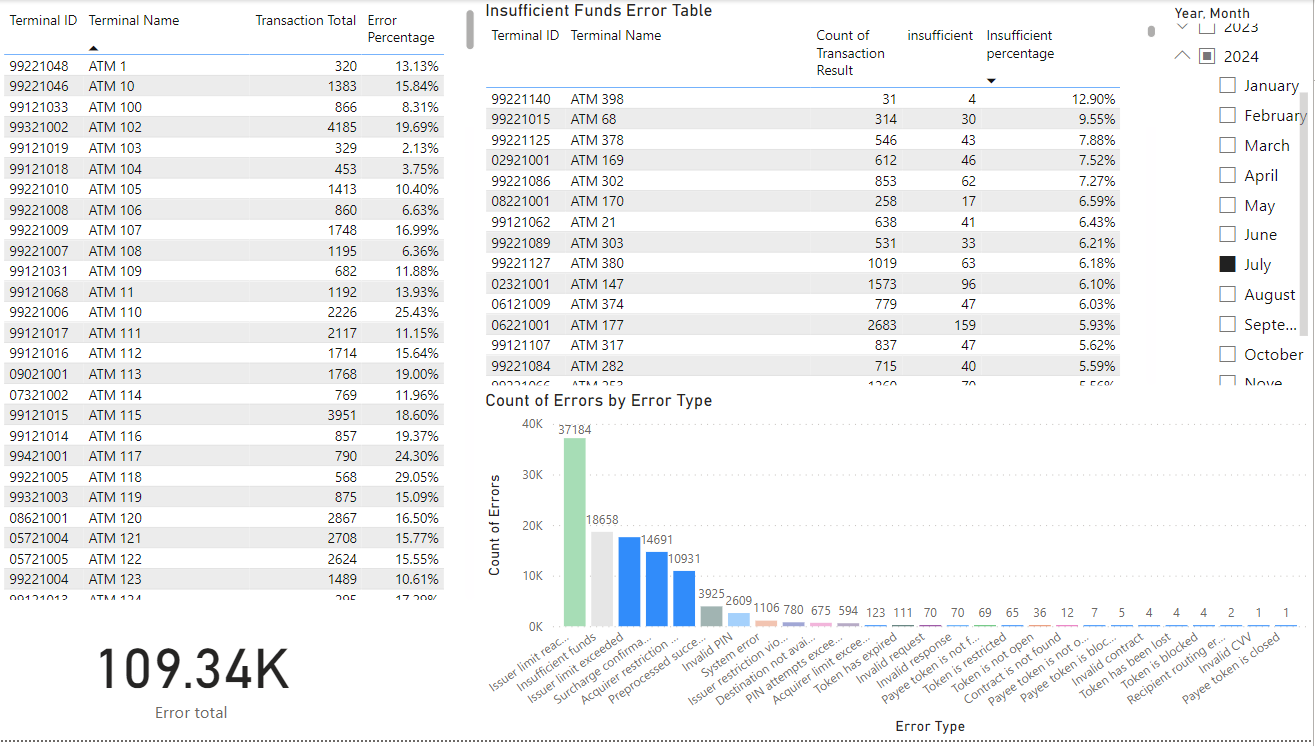 Terminal ID Terminal Name Transaction Total Error Percentage
99221048 ATM 1 320 13.13%
99221046 ATM 10 1383 15.84%
99121033 ATM 100 866 8.31%
99321002 ATM 102 4185 19.69%
99121019 ATM 103 329 2.13%
99121018 ATM 104 453 3.75%
99221010 ATM 105 1413 10.40%
99221008 ATM 106 860 6.63%
99221009 ATM 107 1748 16.99%
99221007 ATM 108 1195 6.36%
99121031 ATM 109 682 11.88%
99121068 ATM 11 1192 13.93%
99221006 ATM 110 2226 25.43%
99121017 ATM 111 2117 11.15%
99121016 ATM 112 1714 15.64%
09021001 ATM 113 1768 19.00%
07321002 ATM 114 769 11.96%
99121015 ATM 115 3951 18.60%
99121014 ATM 116 857 19.37%
99421001 ATM 117 790 24.30%
99221005 ATM 118 568 29.05%
99321003 ATM 119 875 15.09%
08621001 ATM 120 2867 16.50%
05721004 ATM 121 2708 15.77%
05721005 ATM 122 2624 15.55%
99221004 ATM 123 1489 10.61%
109.34K
Error total
Insufficient Funds Error Table
Terminal ID Terminal Name Count of Transaction Result insufficient Insufficient percentage
99221140 ATM 398 31 4 12.90%
99221015 ATM 68 314 30 9.55%
99221125 ATM 378 546 43 7.88%
02921001 ATM 169 612 46 7.52%
99221086 ATM 302 853 62 7.27%
08221001 ATM 170 258 17 6.59%
99121062 ATM 21 638 41 6.43%
99221089 ATM 303 531 33 6.21%
99221127 ATM 380 1019 63 6.18%
02321001 ATM 147 1573 96 6.10%
06121009 ATM 374 779 47 6.03%
06221001 ATM 177 2683 159 5.93%
99121107 ATM 317 837 47 5.62%
99221084 ATM 282 715 40 5.59%
Year, Month
2023
2024
January
February
March
April
May
June
July
August
Septe...
October
Count of Errors by Error Type
Count of Errors
40K
30K
20K
10K
0K
37184 18658 14691 10931 3925 2609 1106 780 675 594 123 111 70 70 69 65 36 12 7 5 4 4 4 2 1 1
Issuer limit reac...
Insufficient funds
Issuer limit exceeded
Surcharge confirma...
Acquirer restriction ...
Preprocessed succe...
Invalid PIN
System error
Issuer restriction vio...
Destination not avai...
PIN attempts excee...
Acquirer limit excee...
Token has expired
Invalid request
Invalid response
Payee token is not f...
Token is restricted
Token is not open
Contract is not found
Payee token is not o...
Payee token is bloc...
Invalid contract
Token has been lost
Token is blocked
Recipient routing er...
Invalid CVV
Payee token is closed
Error Type